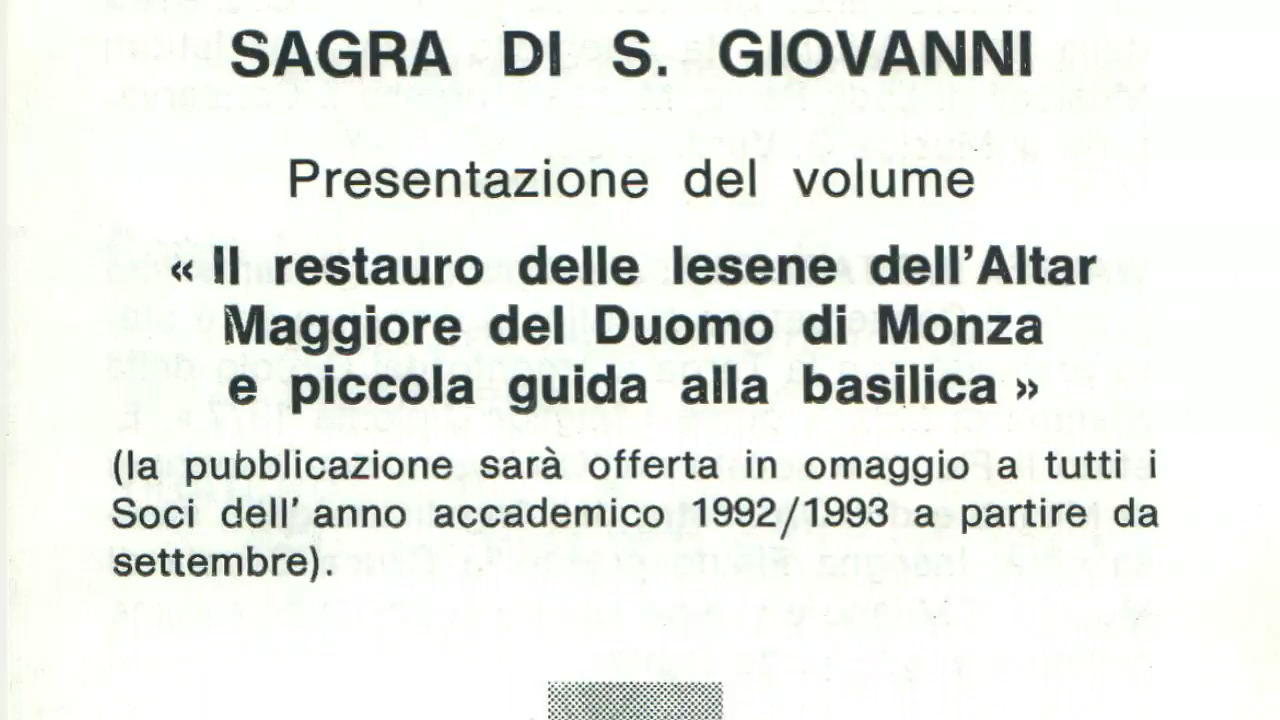 SAGRA DI S. GIOVANNI
Presentazione del volume
« Il restauro delle lesene dell'Altar
Maggiore del Duomo di Monza
e piccola guida alla basilica »
(la pubblicazione sarà offerta in omaggio a tutti i
Soci dell' anno accademico 1992/1993 a partire da
settembre).